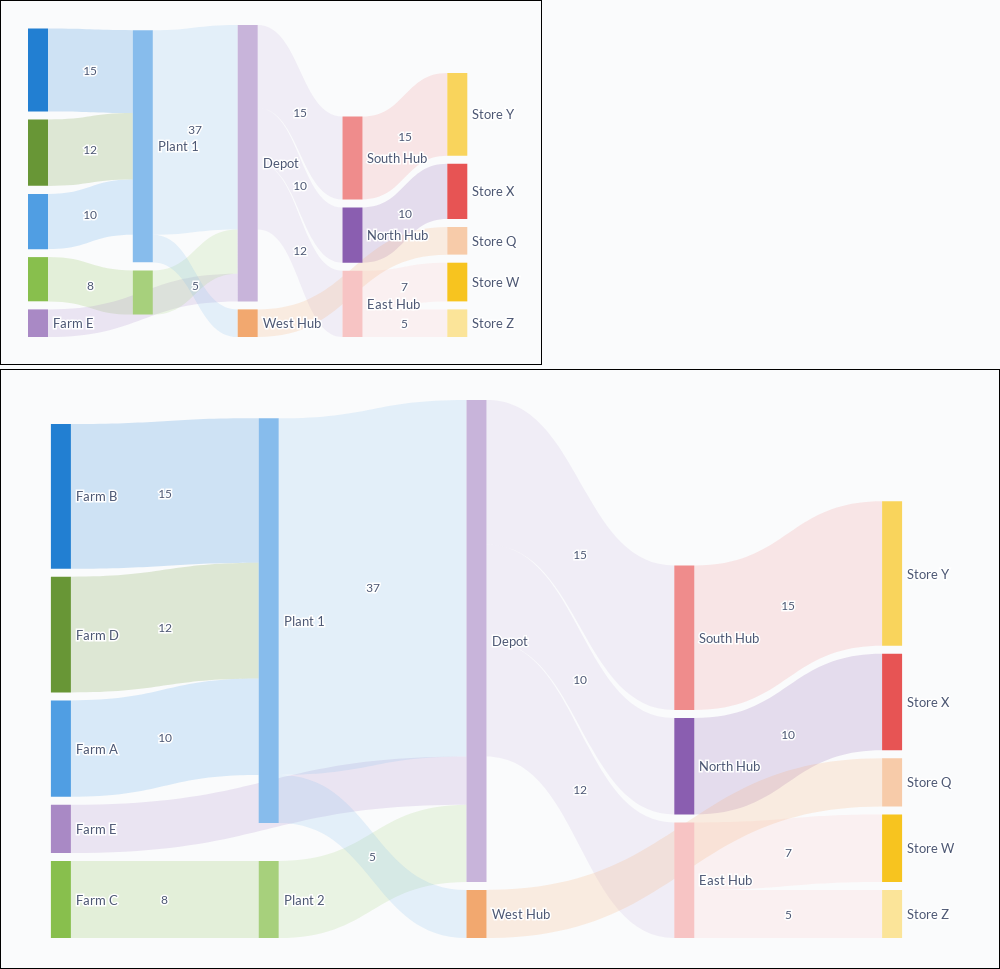 15
12
10
8
Farm E
Plant 1
37
5
Depot
West Hub
15
10
12
South Hub
North Hub
East Hub
15
10
7
5
Store Y
Store X
Store Q
Store W
Store Z
Farm B
Farm D
Farm A
Farm E
Farm C
15
12
10
8
Plant 1
Plant 2
37
5
Depot
West Hub
15
10
12
South Hub
North Hub
East Hub
15
10
7
5
Store Y
Store X
Store Q
Store W
Store Z